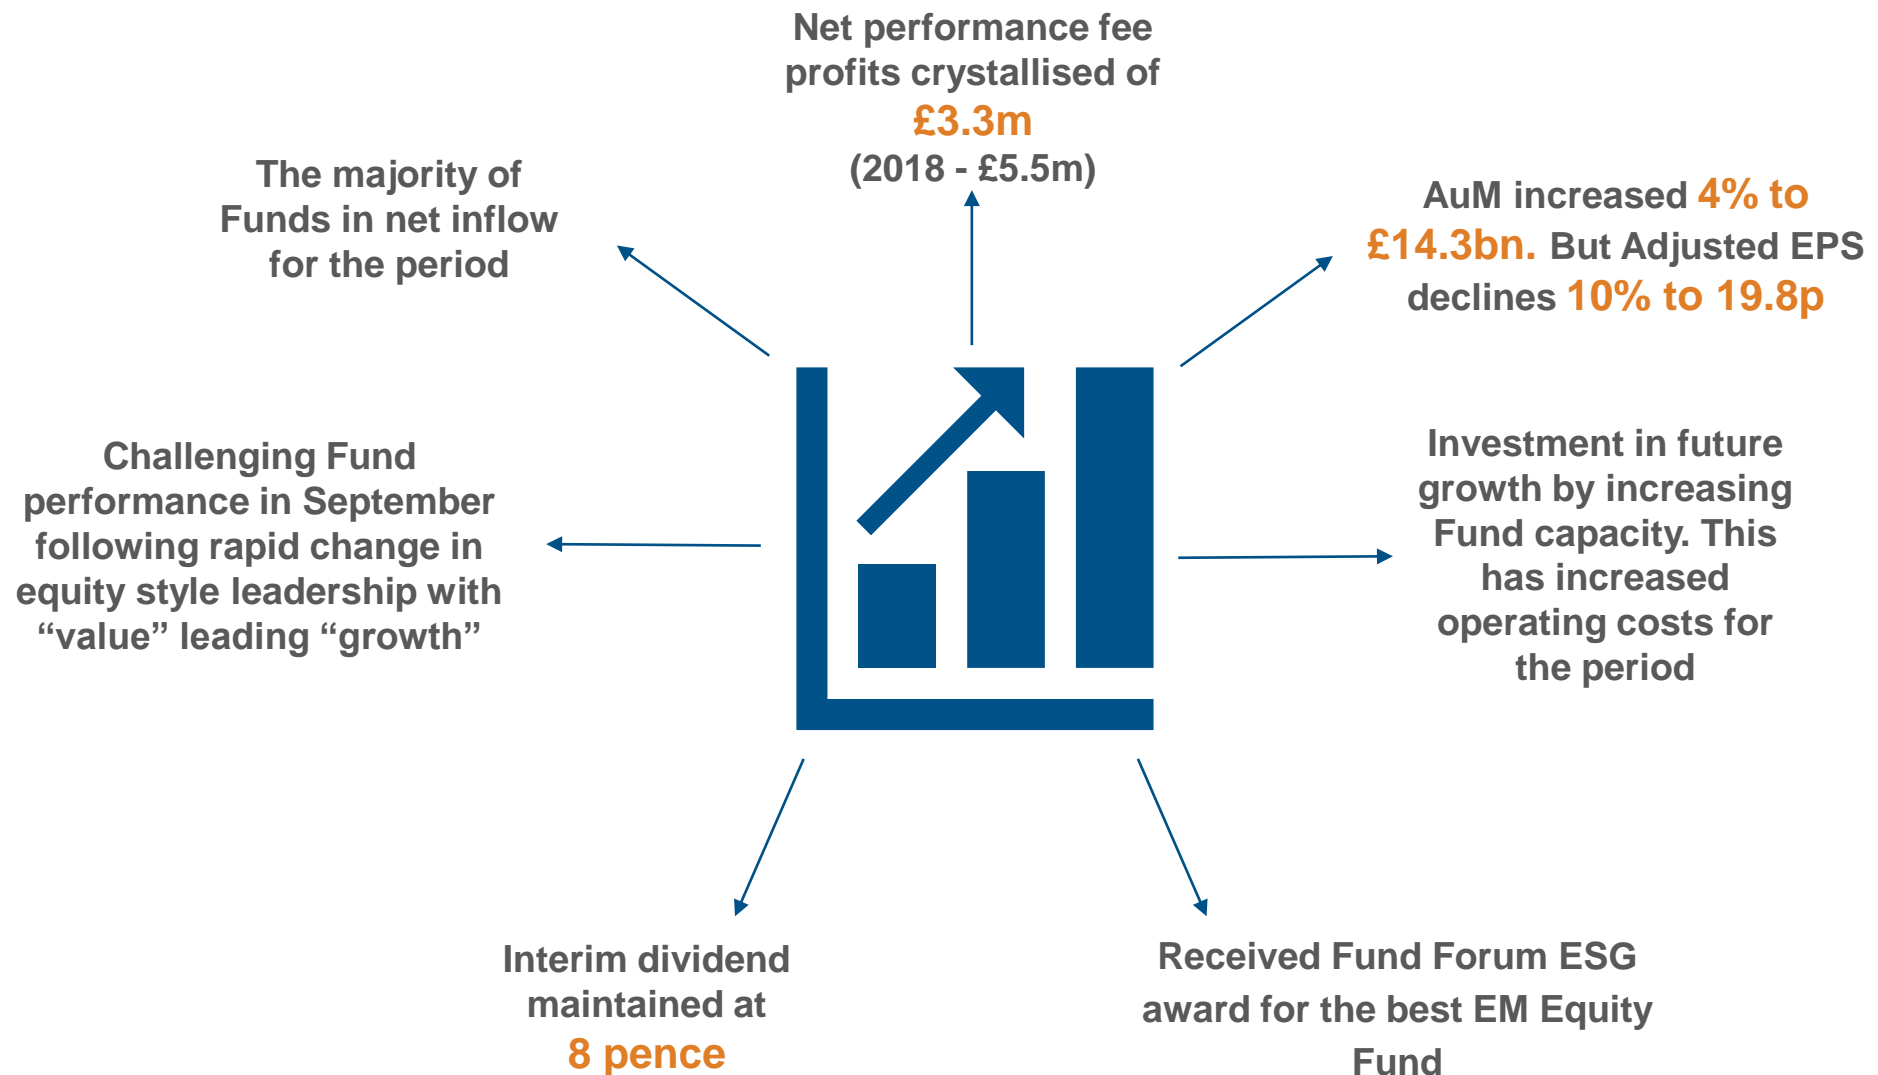 Net performance fee
profits crystallised of
£3.3m
(2018 - £5.5m)
The majority of
Funds in net inflow
for the period
AuM increased 4% to
£14.3bn. But Adjusted EPS
declines 10% to 19.8p
Challenging Fund
performance in September
following rapid change in
equity style leadership with
“value” leading “growth”
Investment in future
growth by increasing
Fund capacity. This
has increased
operating costs for
the period
Interim dividend
maintained at
8 pence
Received Fund Forum ESG
award for the best EM Equity
Fund